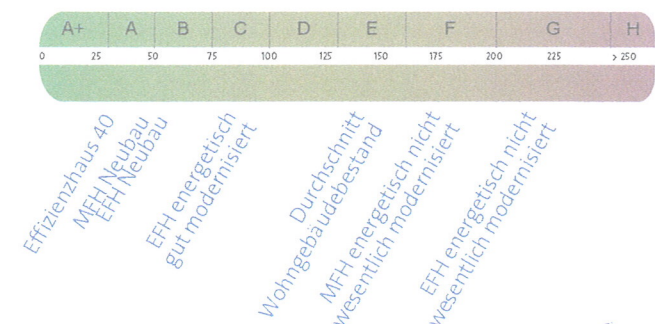 A+ A B C D E F G H
0 25 50 75 100 125 150 175 200 225 > 250
Effizienzhaus 40
MFH Neubau
EFH Neubau
EFH energetisch
gut modernisiert
Durchschnitt
Wohngebäudebestand
MFH energetisch nicht
wesentlich modernisiert
EFH energetisch nicht
wesentlich modernisiert